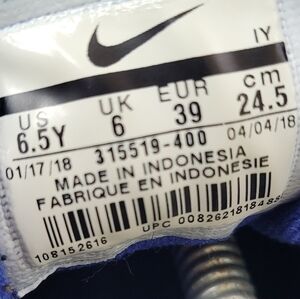 IY
US UK EUR cm
6.5Y 6 39 24.5
01/17/18 315519-400 04/04/18
MADE IN INDONESIA
FABRIQUE EN INDONESIE
108152616 UPC 00826218184